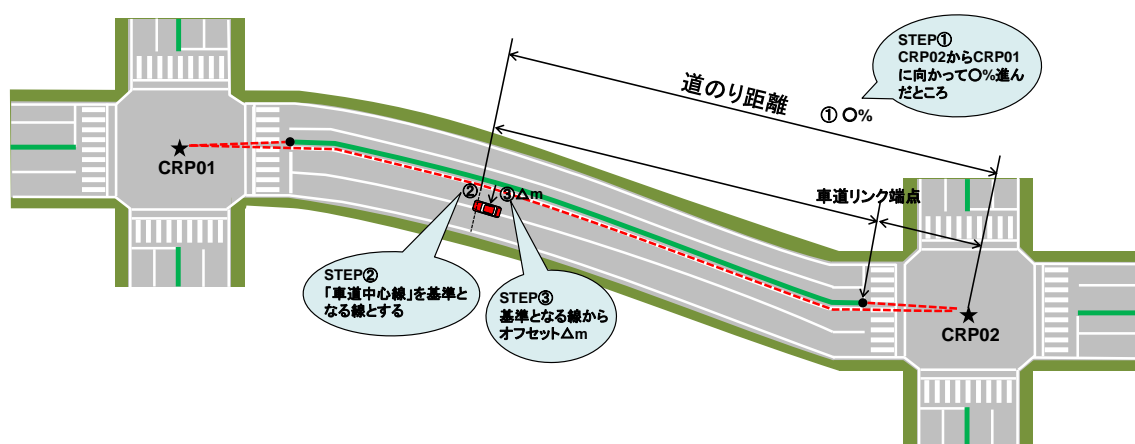 STEP①
CRP02からCRP01
に向かって〇%進ん
だところ
道のり距離
① 〇%
CRP01
車道リンク端点
②
③△m
STEP②
「車道中心線」を基準と
なる線とする
STEP③
基準となる線から
オフセット△m
CRP02